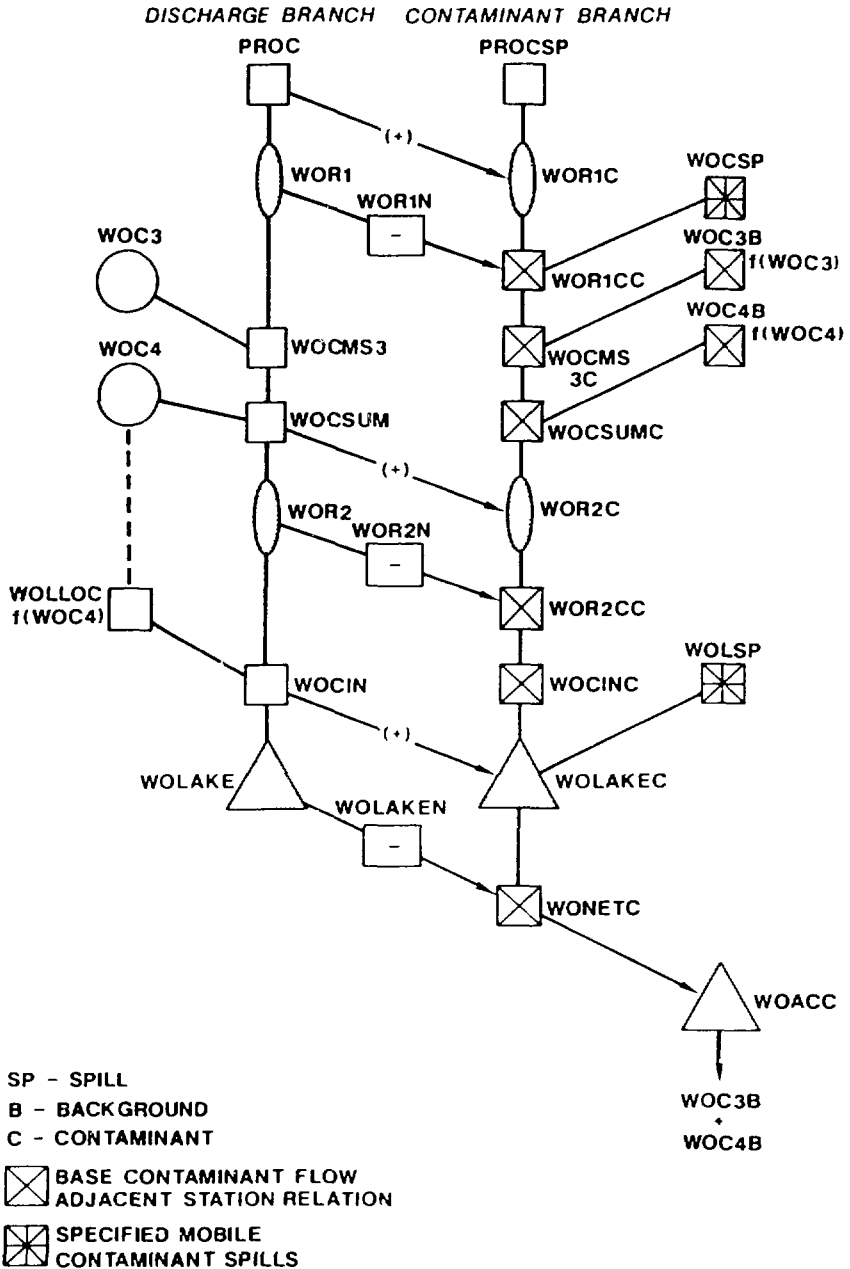 DISCHARGE BRANCH CONTAMINANT BRANCH
PROC PROCSP
(+)
WOR1 WOR1C
WOCSP
WOR1N
-
WOC3
WOR1CC
WOC3B
f(WOC3)
WOC4
WOCMS3
WOCMS
3C
WOC4B
f(WOC4)
WOCSUM
WOCSUMC
(+)
WOR2 WOR2C
WOR2N
-
WOLLOC
f(WOC4)
WOR2CC
WOCIN WOCINC
WOLSP
(+)
WOLAKE WOLAKEC
WOLAKEN
-
WONETC
WOACC
WOC3B
+
WOC4B
SP - SPILL
B - BACKGROUND
C - CONTAMINANT
BASE CONTAMINANT FLOW
ADJACENT STATION RELATION
SPECIFIED MOBILE
CONTAMINANT SPILLS